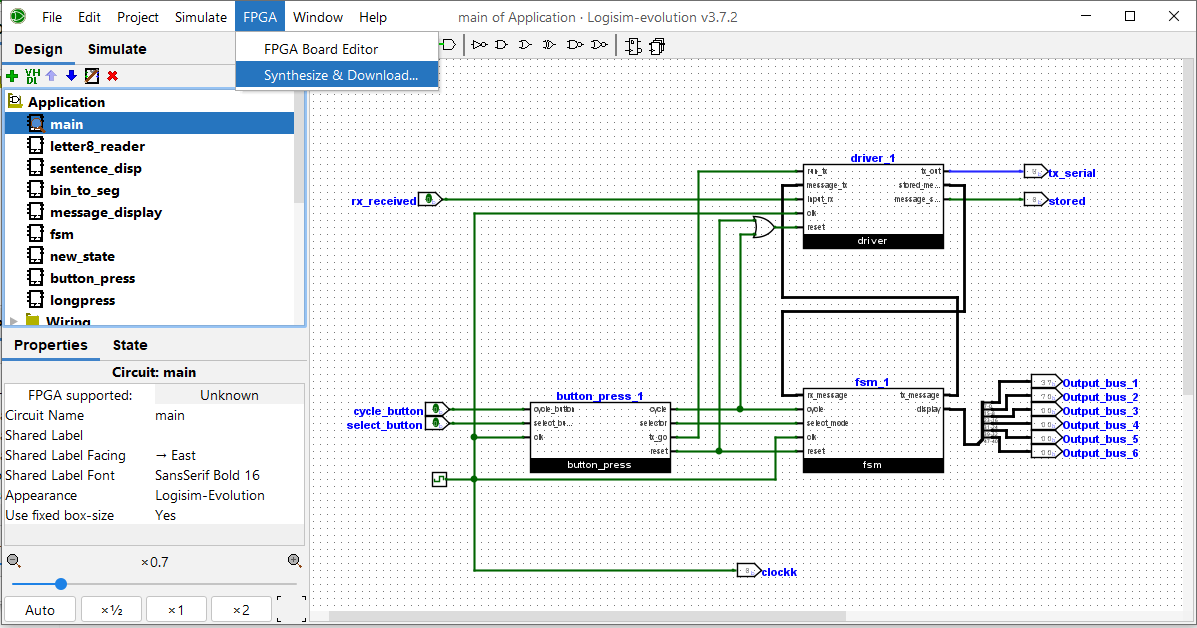 File Edit Project Simulate FPGA Window Help main of Application · Logisim-evolution v3.7.2
Design Simulate
FPGA Board Editor
Synthesize & Download...
VH
DL
Application
main
letter8_reader
sentence_disp
bin_to_seg
message_display
fsm
new_state
button_press
longpress
Wiring
Properties State
Circuit: main
FPGA supported: Unknown
Circuit Name main
Shared Label
Shared Label Facing → East
Shared Label Font SansSerif Bold 16
Appearance Logisim-Evolution
Use fixed box-size Yes
×0.7
Auto ×½ ×1 ×2
driver_1
run_tx tx_out
message_tx stored_me...
input_rx message_s...
clk
reset
driver
rx_received
tx_serial
stored
button_press_1
cycle_button cycle
select_bu... selector
clk tx_go
reset
button_press
cycle_button
select_button
fsm_1
rx_message tx_message
cycle display
select_mode
clk
reset
fsm
Output_bus_1
Output_bus_2
Output_bus_3
Output_bus_4
Output_bus_5
Output_bus_6
clockk